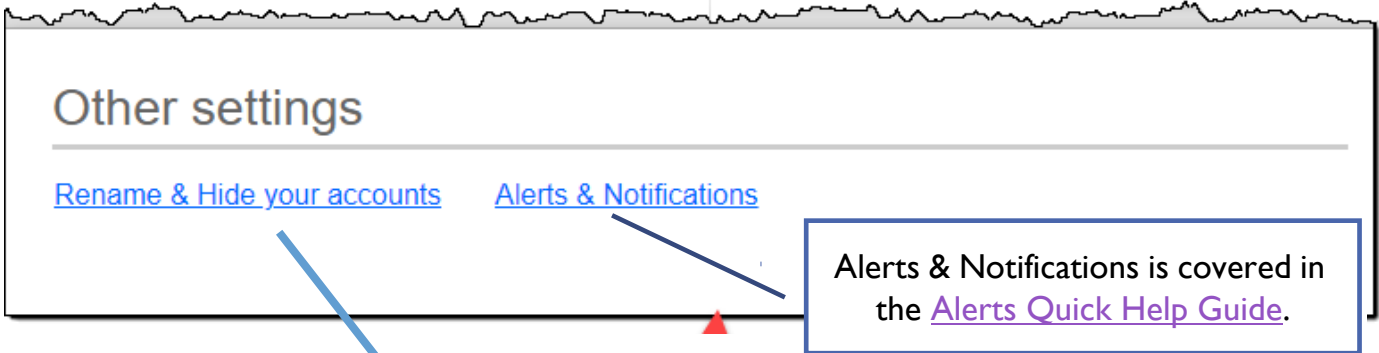 Other settings
Rename & Hide your accounts Alerts & Notifications
Alerts & Notifications is covered in
the Alerts Quick Help Guide.